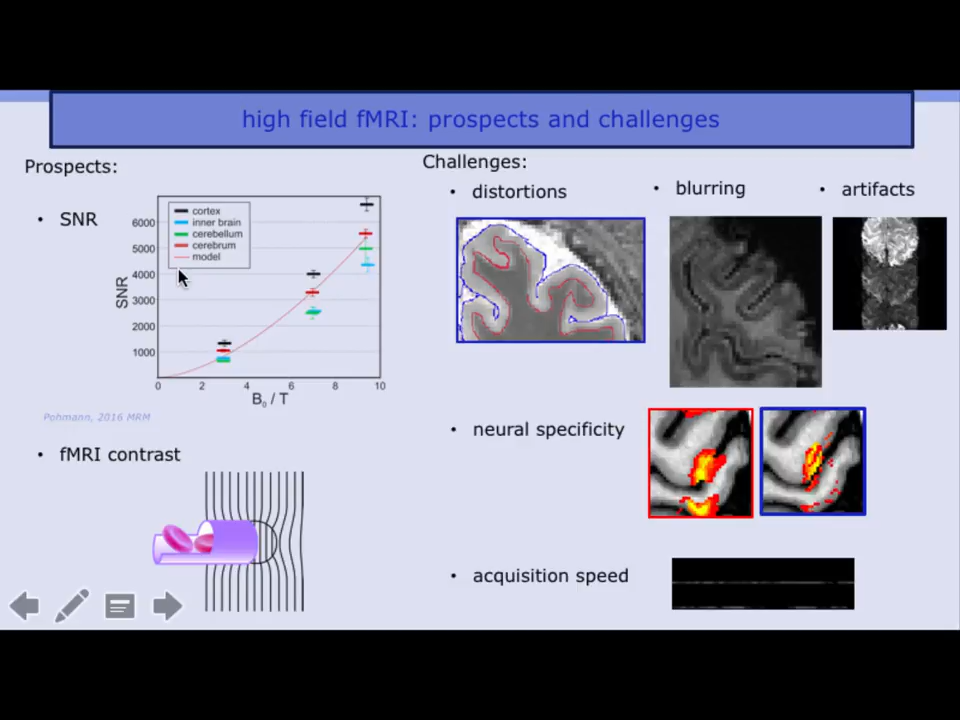 high field fMRI: prospects and challenges
Prospects:
• SNR
cortex
inner brain
cerebellum
cerebrum
model
6000
5000
4000
3000
2000
1000
SNR
0 2 4 6 8 10
B₀ / T
Pohmann, 2016 MRM
• fMRI contrast
Challenges:
• distortions
• blurring
• artifacts
• neural specificity
• acquisition speed